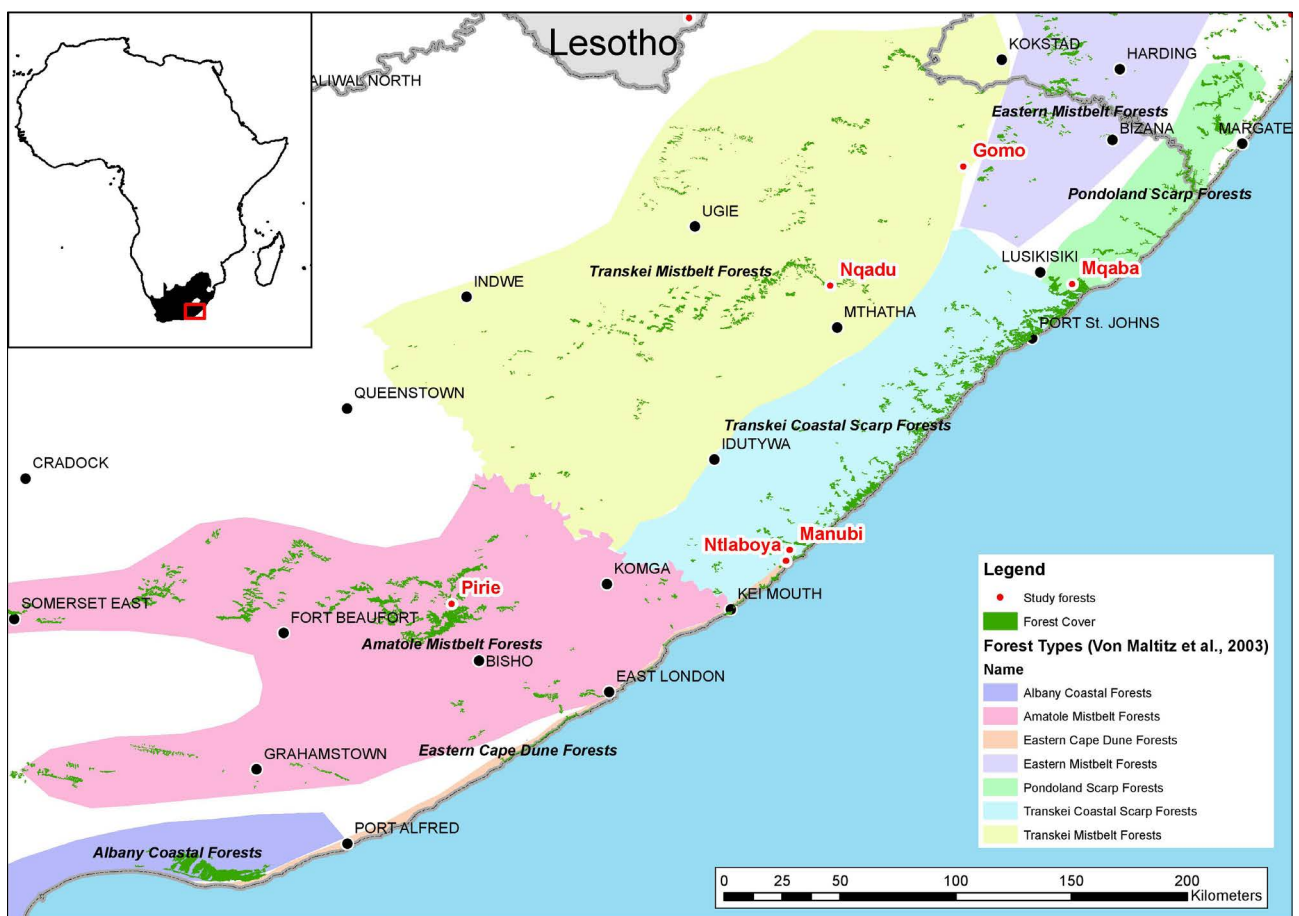 Lesotho
ALIWAL NORTH
KOKSTAD
HARDING
Eastern Mistbelt Forests
BIZANA
MARGATE
Gomo
Pondoland Scarp Forests
UGIE
LUSIKISIKI
Transkei Mistbelt Forests
Nqadu
Mqaba
INDWE
MTHATHA
PORT St. JOHNS
QUEENSTOWN
Transkei Coastal Scarp Forests
IDUTYWA
CRADOCK
Manubi
Ntlaboya
KOMGA
Pirie
KEI MOUTH
SOMERSET EAST
FORT BEAUFORT
Amatole Mistbelt Forests
BISHO
EAST LONDON
Eastern Cape Dune Forests
GRAHAMSTOWN
PORT ALFRED
Albany Coastal Forests
Legend
Study forests
Forest Cover
Forest Types (Von Maltitz et al., 2003)
Name
Albany Coastal Forests
Amatole Mistbelt Forests
Eastern Cape Dune Forests
Eastern Mistbelt Forests
Pondoland Scarp Forests
Transkei Coastal Scarp Forests
Transkei Mistbelt Forests
0 25 50 100 150 200
Kilometers